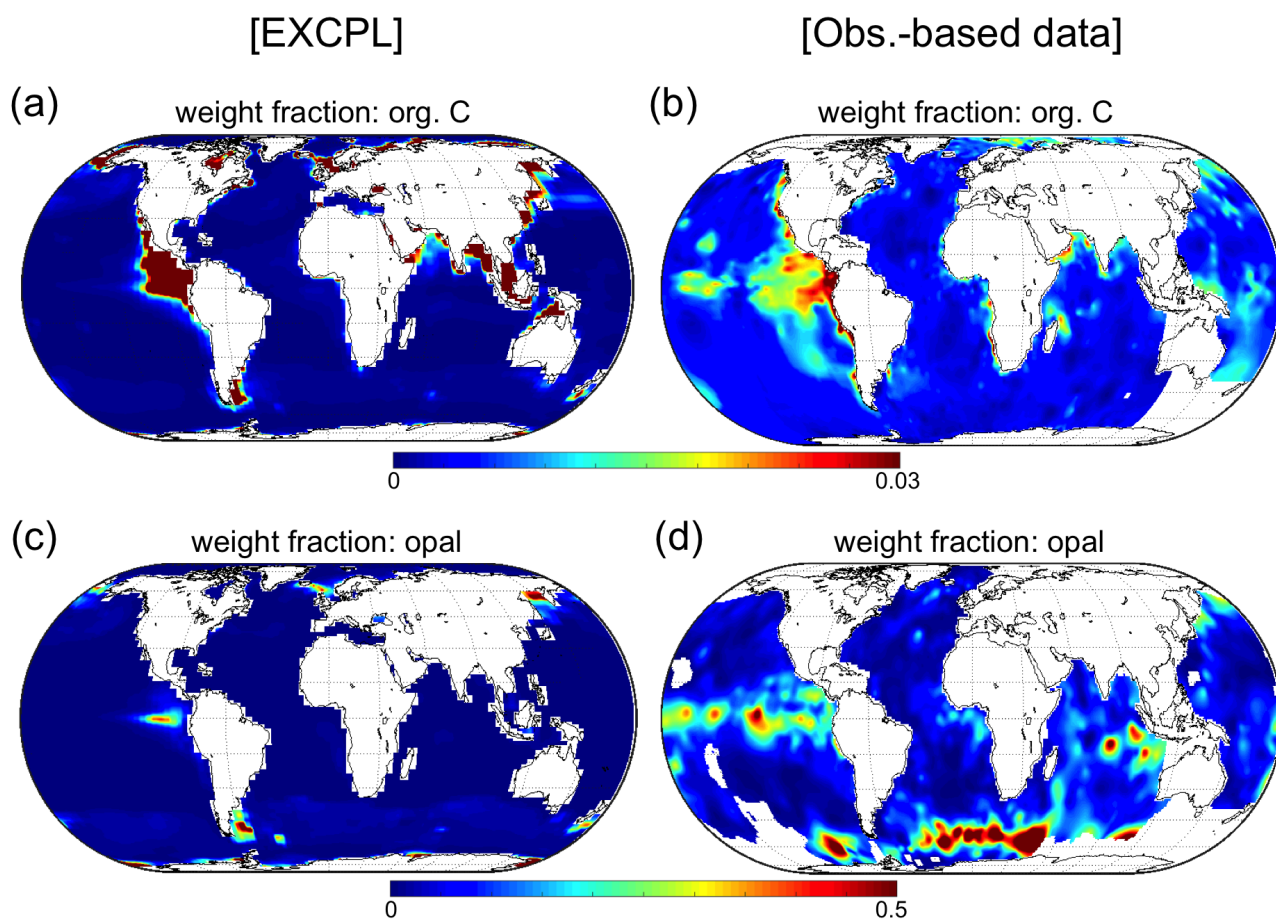 [EXCPL] [Obs.-based data]
(a) weight fraction: org. C (b) weight fraction: org. C
0 0.03
(c) weight fraction: opal (d) weight fraction: opal
0 0.5